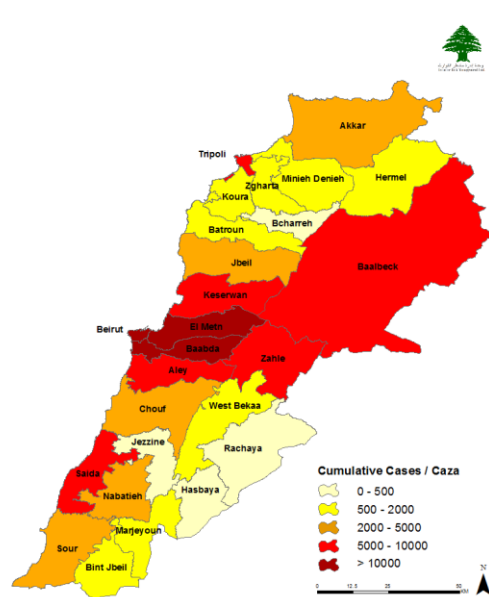 Akkar
Tripoli
Hermel
Minieh Denieh
Zgharta
Koura
Bcharreh
Batroun
Jbeil
Baalbeck
Keserwan
Beirut
El Metn
Baabda
Zahle
Aley
Chouf
West Bekaa
Jezzine
Rachaya
Saida
Hasbaya
Nabatieh
Marjeyoun
Sour
Bint Jbeil
Cumulative Cases / Caza
0 - 500
500 - 2000
2000 - 5000
5000 - 10000
> 10000
N
0 12.5 25 50
KM